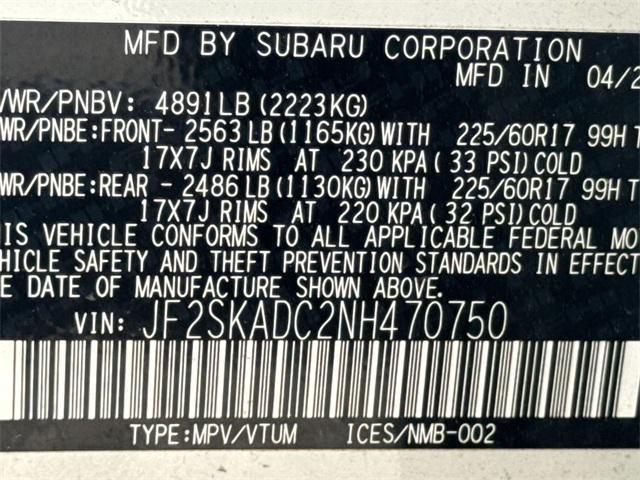 MFD BY SUBARU CORPORATION
MFD IN 04/2
VWR/PNBV: 4891LB (2223KG)
WR/PNBE:FRONT- 2563 LB (1165KG) WITH 225/60R17 99H T
17X7J RIMS AT 230 KPA ( 33 PSI) COLD
WR/PNBE:REAR - 2486 LB (1130KG) WITH 225/60R17 99H T
17X7J RIMS AT 220 KPA ( 32 PSI) COLD
IS VEHICLE CONFORMS TO ALL APPLICABLE FEDERAL MO
HICLE SAFETY AND THEFT PREVENTION STANDARDS IN EFFECT
E DATE OF MANUFACTURE SHOWN ABOVE.
VIN: JF2SKADC2NH470750
TYPE:MPV/VTUM ICES/NMB-002